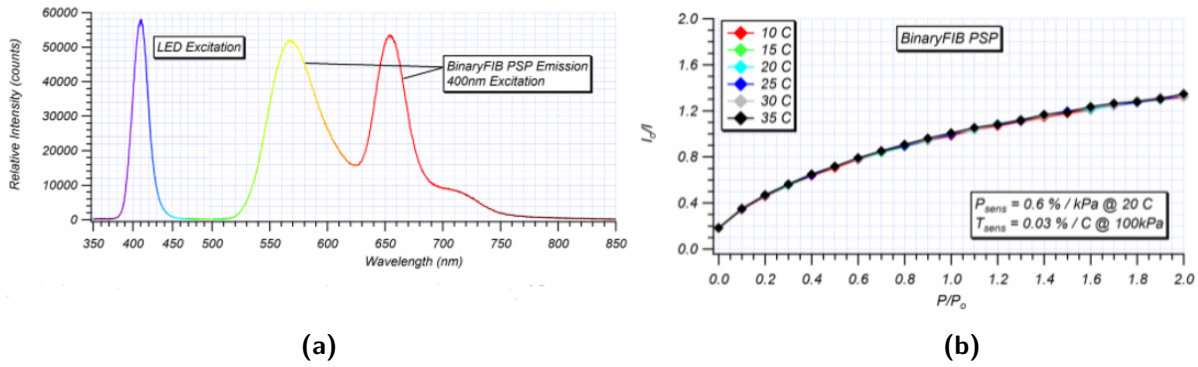 60000
50000
40000
30000
20000
10000
0
Relative Intensity (counts)
LED Excitation
BinaryFIB PSP Emission
400nm Excitation
350 400 450 500 550 600 650 700 750 800 850
Wavelength (nm)
(a)
2.0
1.6
1.2
0.8
0.4
0.0
Io/I
10 C
15 C
20 C
25 C
30 C
35 C
BinaryFIB PSP
Psens = 0.6 % / kPa @ 20 C
Tsens = 0.03 % / C @ 100kPa
0.0 0.2 0.4 0.6 0.8 1.0 1.2 1.4 1.6 1.8 2.0
P/Po
(b)